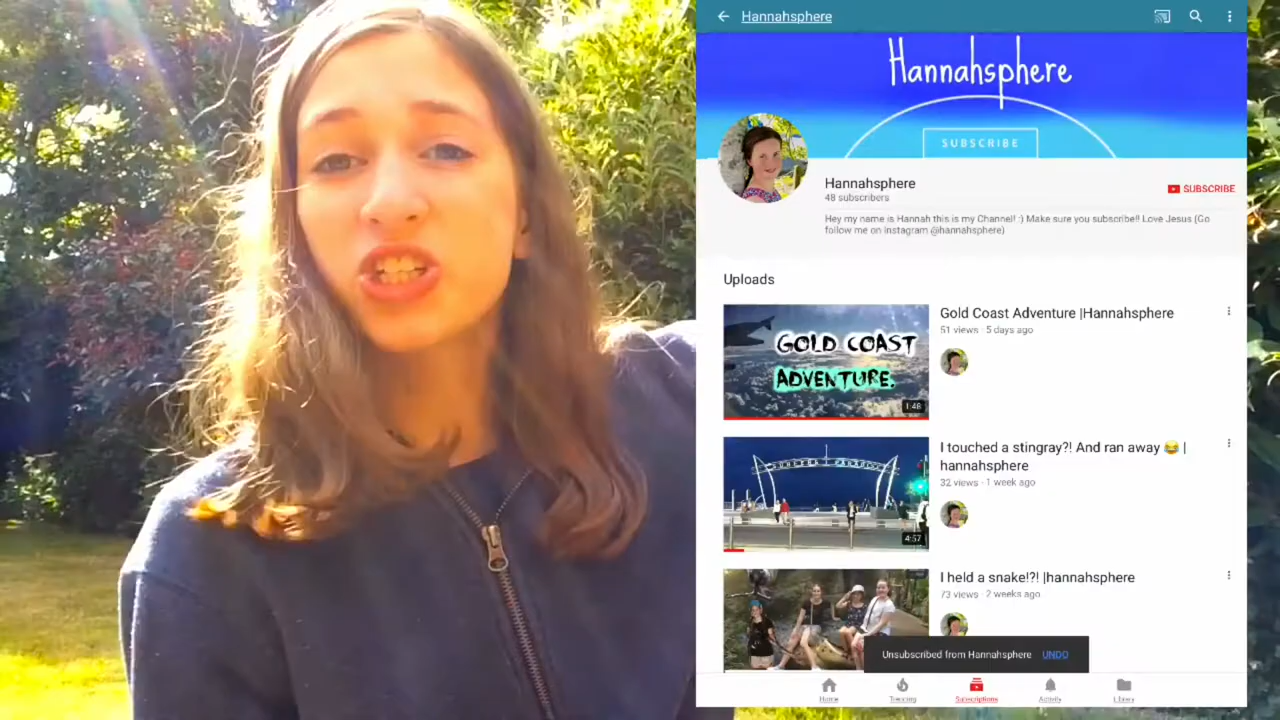 Hannahsphere
Hannahsphere
SUBSCRIBE
Hannahsphere
48 subscribers
SUBSCRIBE
Hey my name is Hannah this is my Channel! :) Make sure you subscribe!! Love Jesus (Go
follow me on Instagram @hannahsphere)
Uploads
GOLD COAST
ADVENTURE.
1:48
Gold Coast Adventure |Hannahsphere
51 views · 5 days ago
4:57
I touched a stingray?! And ran away 😂 |
hannahsphere
32 views · 1 week ago
I held a snake!?! |hannahsphere
73 views · 2 weeks ago
Unsubscribed from Hannahsphere UNDO
Home Trending Subscriptions Activity Library